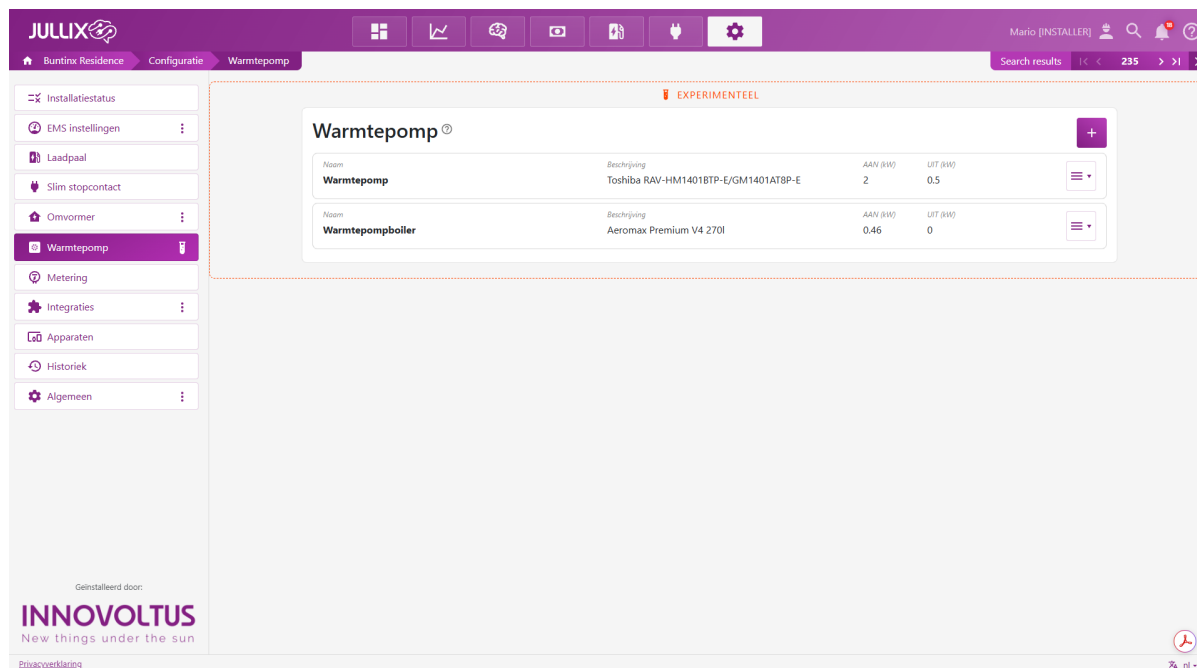 JULLIX
Mario [INSTALLER]
18
Buntinx Residence
Configuratie
Warmtepomp
Search results
235
Installatiestatus
EMS instellingen
Laadpaal
Slim stopcontact
Omvormer
Warmtepomp
Metering
Integraties
Apparaten
Historiek
Algemeen
EXPERIMENTEEL
Warmtepomp
Naam Beschrijving AAN (kW) UIT (kW)
Warmtepomp Toshiba RAV-HM1401BTP-E/GM1401AT8P-E 2 0.5
Naam Beschrijving AAN (kW) UIT (kW)
Warmtepompboiler Aeromax Premium V4 270l 0.46 0
Geïnstalleerd door:
INNOVOLTUS
New things under the sun
Privacyverklaring
nl